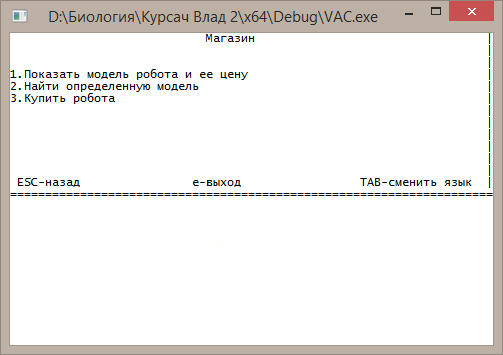 D:\Биология\Курсач Влад 2\x64\Debug\VAC.exe
Магазин
1.Показать модель робота и ее цену
2.Найти определенную модель
3.Купить робота
ESC-назад e-выход TAB-сменить язык